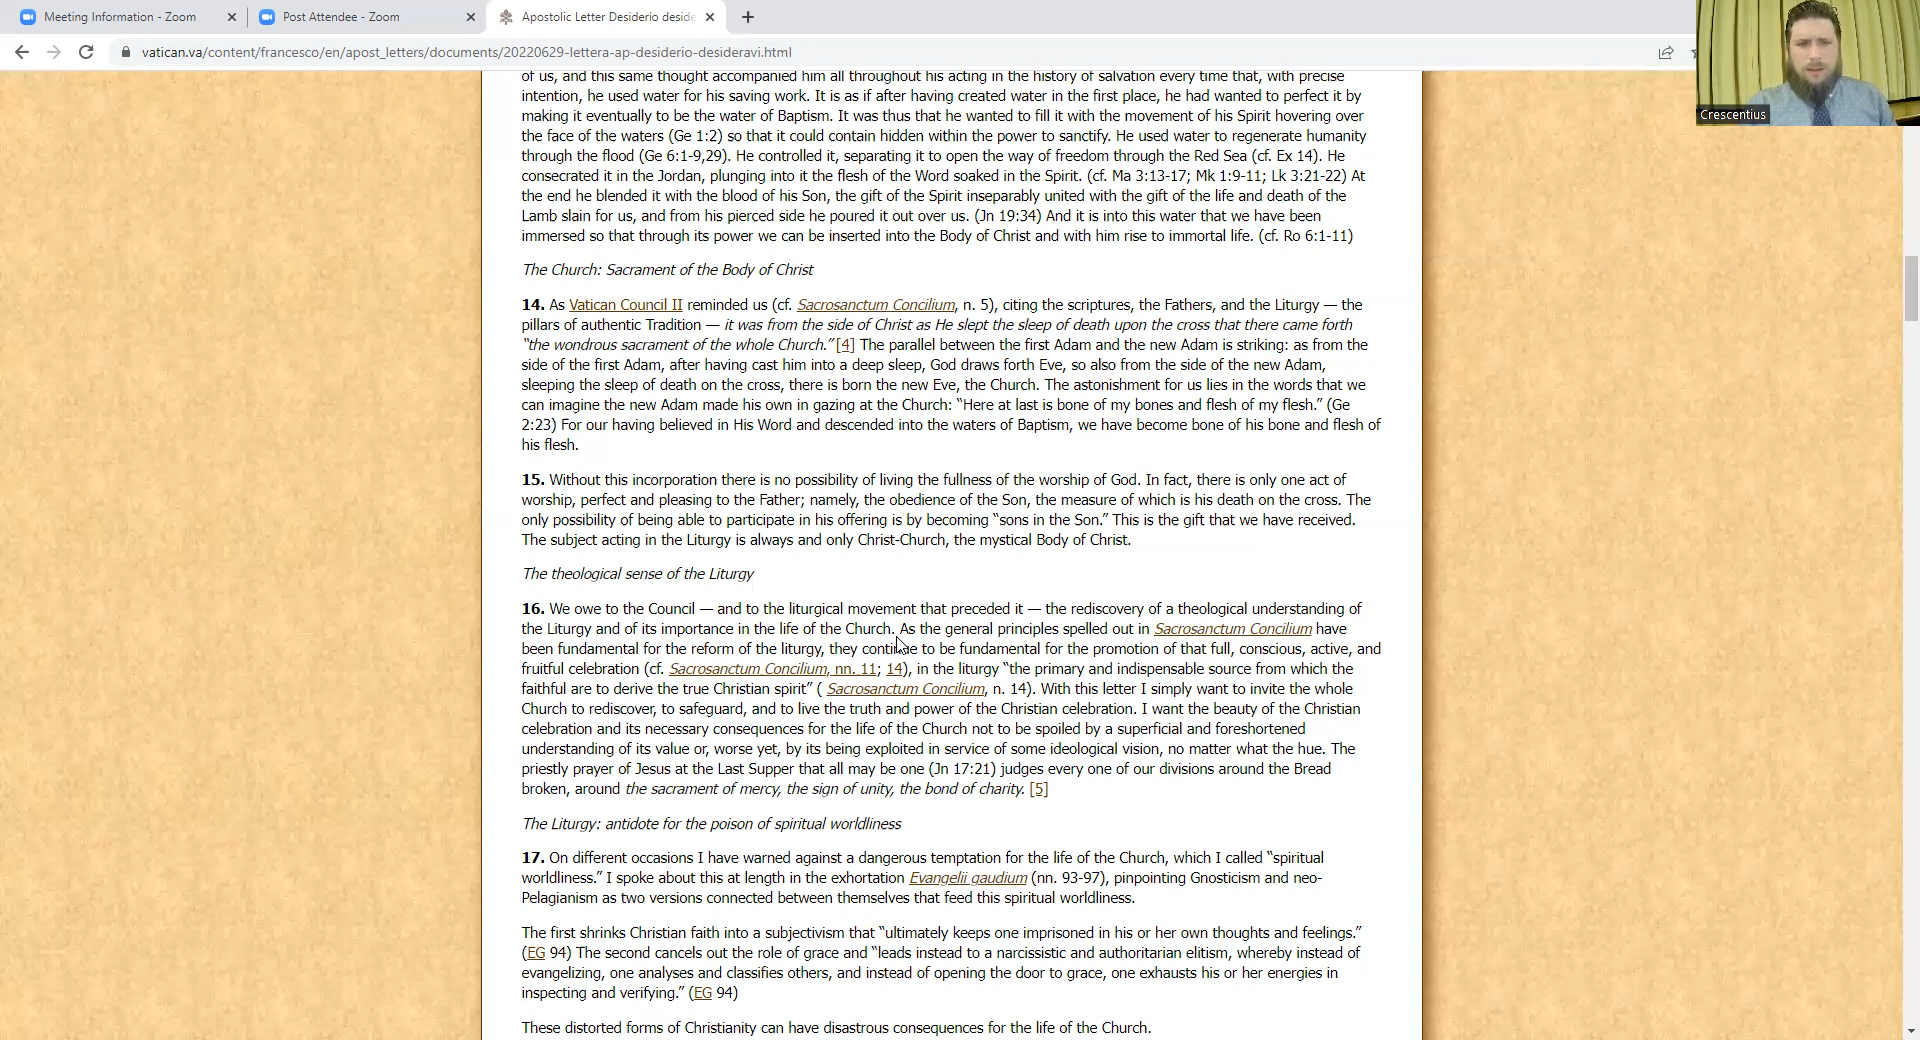 Meeting Information - Zoom
Post Attendee - Zoom
Apostolic Letter Desiderio desid
vatican.va/content/francesco/en/apost_letters/documents/20220629-lettera-ap-desiderio-desideravi.html
Crescentius
of us, and this same thought accompanied him all throughout his acting in the history of salvation every time that, with precise
intention, he used water for his saving work. It is as if after having created water in the first place, he had wanted to perfect it by
making it eventually to be the water of Baptism. It was thus that he wanted to fill it with the movement of his Spirit hovering over
the face of the waters (Ge 1:2) so that it could contain hidden within the power to sanctify. He used water to regenerate humanity
through the flood (Ge 6:1-9,29). He controlled it, separating it to open the way of freedom through the Red Sea (cf. Ex 14). He
consecrated it in the Jordan, plunging into it the flesh of the Word soaked in the Spirit. (cf. Ma 3:13-17; Mk 1:9-11; Lk 3:21-22) At
the end he blended it with the blood of his Son, the gift of the Spirit inseparably united with the gift of the life and death of the
Lamb slain for us, and from his pierced side he poured it out over us. (Jn 19:34) And it is into this water that we have been
immersed so that through its power we can be inserted into the Body of Christ and with him rise to immortal life. (cf. Ro 6:1-11)
The Church: Sacrament of the Body of Christ
14. As Vatican Council II reminded us (cf. Sacrosanctum Concilium, n. 5), citing the scriptures, the Fathers, and the Liturgy — the
pillars of authentic Tradition — it was from the side of Christ as He slept the sleep of death upon the cross that there came forth
“the wondrous sacrament of the whole Church.” [4] The parallel between the first Adam and the new Adam is striking: as from the
side of the first Adam, after having cast him into a deep sleep, God draws forth Eve, so also from the side of the new Adam,
sleeping the sleep of death on the cross, there is born the new Eve, the Church. The astonishment for us lies in the words that we
can imagine the new Adam made his own in gazing at the Church: “Here at last is bone of my bones and flesh of my flesh.” (Ge
2:23) For our having believed in His Word and descended into the waters of Baptism, we have become bone of his bone and flesh of
his flesh.
15. Without this incorporation there is no possibility of living the fullness of the worship of God. In fact, there is only one act of
worship, perfect and pleasing to the Father; namely, the obedience of the Son, the measure of which is his death on the cross. The
only possibility of being able to participate in his offering is by becoming “sons in the Son.” This is the gift that we have received.
The subject acting in the Liturgy is always and only Christ-Church, the mystical Body of Christ.
The theological sense of the Liturgy
16. We owe to the Council — and to the liturgical movement that preceded it — the rediscovery of a theological understanding of
the Liturgy and of its importance in the life of the Church. As the general principles spelled out in Sacrosanctum Concilium have
been fundamental for the reform of the liturgy, they continue to be fundamental for the promotion of that full, conscious, active, and
fruitful celebration (cf. Sacrosanctum Concilium, nn. 11; 14), in the liturgy “the primary and indispensable source from which the
faithful are to derive the true Christian spirit” ( Sacrosanctum Concilium, n. 14). With this letter I simply want to invite the whole
Church to rediscover, to safeguard, and to live the truth and power of the Christian celebration. I want the beauty of the Christian
celebration and its necessary consequences for the life of the Church not to be spoiled by a superficial and foreshortened
understanding of its value or, worse yet, by its being exploited in service of some ideological vision, no matter what the hue. The
priestly prayer of Jesus at the Last Supper that all may be one (Jn 17:21) judges every one of our divisions around the Bread
broken, around the sacrament of mercy, the sign of unity, the bond of charity. [5]
The Liturgy: antidote for the poison of spiritual worldliness
17. On different occasions I have warned against a dangerous temptation for the life of the Church, which I called “spiritual
worldliness.” I spoke about this at length in the exhortation Evangelii gaudium (nn. 93-97), pinpointing Gnosticism and neo-
Pelagianism as two versions connected between themselves that feed this spiritual worldliness.
The first shrinks Christian faith into a subjectivism that “ultimately keeps one imprisoned in his or her own thoughts and feelings.”
(EG 94) The second cancels out the role of grace and “leads instead to a narcissistic and authoritarian elitism, whereby instead of
evangelizing, one analyses and classifies others, and instead of opening the door to grace, one exhausts his or her energies in
inspecting and verifying.” (EG 94)
These distorted forms of Christianity can have disastrous consequences for the life of the Church.